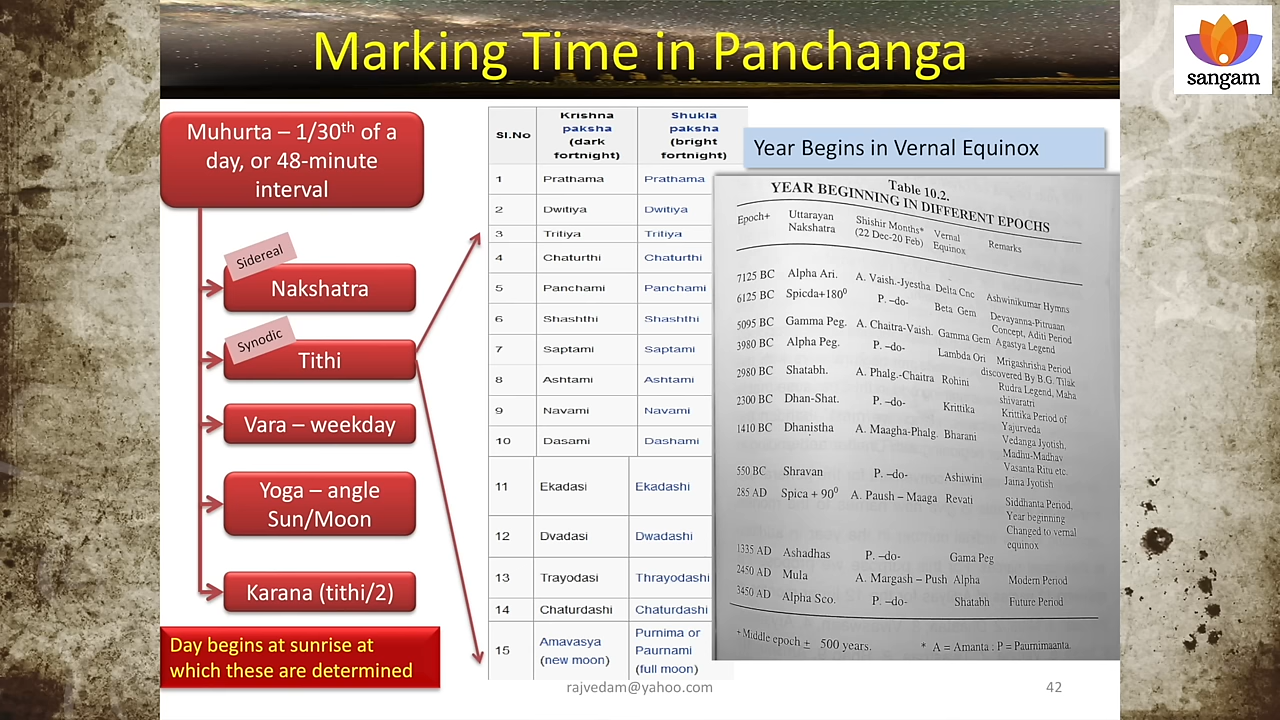 Marking Time in Panchanga
sangam
Muhurta – 1/30th of a
day, or 48-minute
interval
Sidereal
Nakshatra
Synodic
Tithi
Vara – weekday
Yoga – angle
Sun/Moon
Karana (tithi/2)
Day begins at sunrise at
which these are determined
Sl.No Krishna paksha (dark fortnight) Shukla paksha (bright fortnight)
1 Prathama Prathama
2 Dwitiya Dwitiya
3 Tritiya Tritiya
4 Chaturthi Chaturthi
5 Panchami Panchami
6 Shashthi Shashthi
7 Saptami Saptami
8 Ashtami Ashtami
9 Navami Navami
10 Dasami Dashami
11 Ekadasi Ekadashi
12 Dvadasi Dwadashi
13 Trayodasi Thrayodashi
14 Chaturdashi Chaturdashi
15 Amavasya (new moon) Purnima or Paurnami (full moon)
Year Begins in Vernal Equinox
Table 10.2.
YEAR BEGINNING IN DIFFERENT EPOCHS
Epoch+ Uttarayan Nakshatra Shishir Months* (22 Dec-20 Feb) Vernal Equinox Remarks
7125 BC Alpha Ari. A. Vaish.-Jyestha Delta Cnc Ashwinikumar Hymns
6125 BC Spicda+180⁰ P. –do- Beta Gem Devayanna-Pitruaan
Concept, Aditi Period
5095 BC Gamma Peg. A. Chaitra-Vaish. Gamma Gem Agastya Legend
3980 BC Alpha Peg. P. –do- Lambda Ori Mrigashrisha Period
discovered By B.G. Tilak
2980 BC Shatabh. A. Phalg.-Chaitra Rohini Rudra Legend, Maha
shivaratri
2300 BC Dhan-Shat. P. –do- Krittika Krittika Period of
Yajurveda
1410 BC Dhanistha A. Maagha-Phalg. Bharani Vedanga Jyotish,
Madhu-Madhav
Vasanta Ritu etc.
550 BC Shravan P. –do- Ashwini Jaina Jyotish
285 AD Spica + 90⁰ A. Paush – Maaga Revati Siddhanta Period.
Year beginning
Changed to vernal
equinox
1335 AD Ashadhas P. –do- Gama Peg
2450 AD Mula A. Margash – Push Alpha Modern Period
3450 AD Alpha Sco. P. –do- Shatabh Future Period
+Middle epoch ± 500 years. * A = Amanta : P = Paurnimaanta.
rajvedam@yahoo.com
42